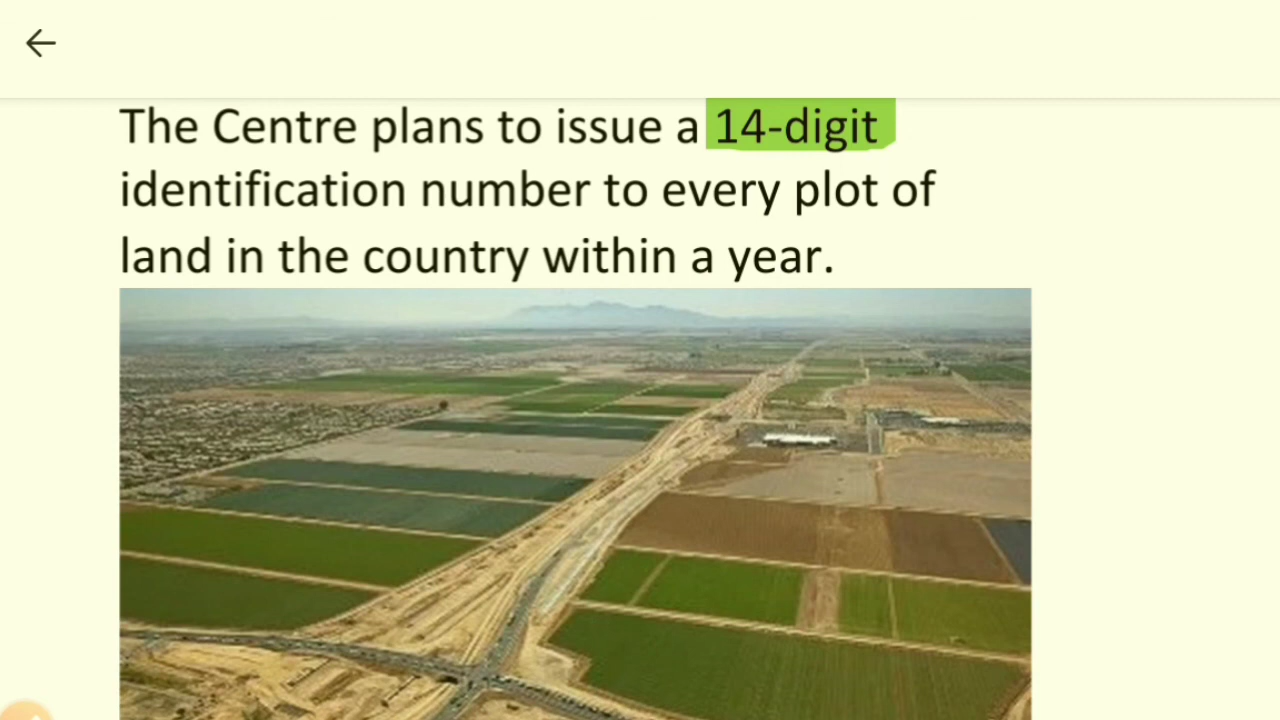 The Centre plans to issue a 14-digit
identification number to every plot of
land in the country within a year.